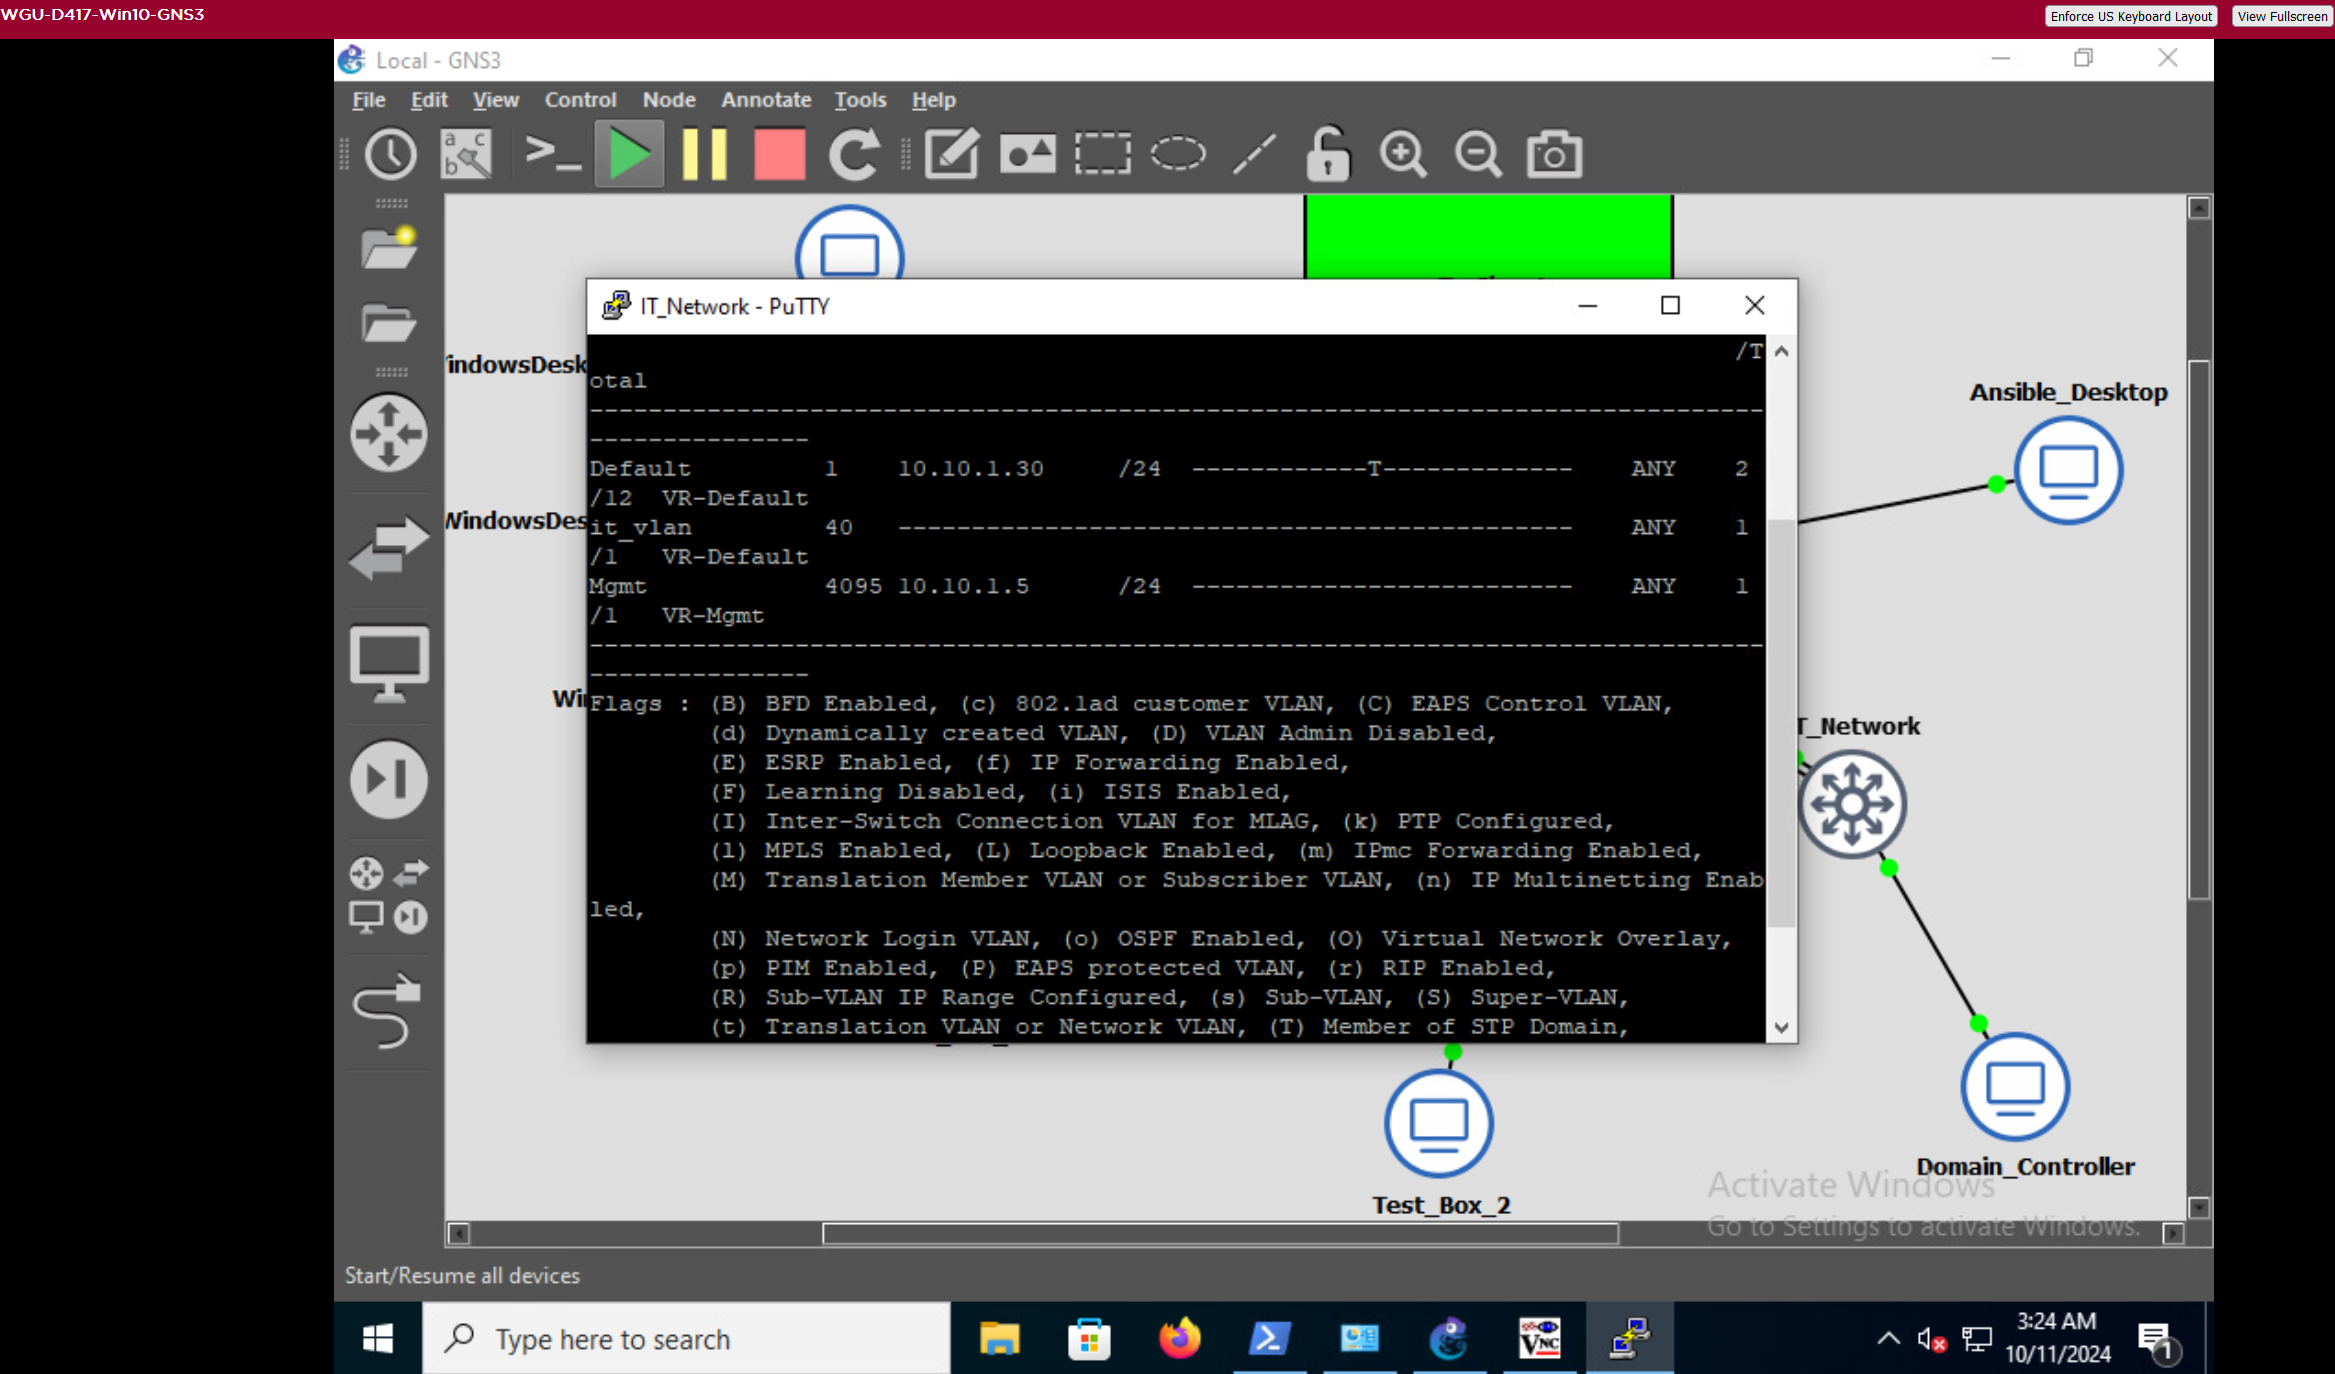 WGU-D417-Win10-GNS3
Enforce US Keyboard Layout
View Fullscreen
Local - GNS3
File Edit View Control Node Annotate Tools Help
a c
b
IT_Network - PuTTY
/T
otal
--------------------------------------------------------------------------------
---------------
Default         1    10.10.1.30     /24  ------------T-------------    ANY    2
/12  VR-Default
it_vlan         40   ----------------------------------------------    ANY    1
/1   VR-Default
Mgmt            4095 10.10.1.5      /24  --------------------------    ANY    1
/1   VR-Mgmt
--------------------------------------------------------------------------------
---------------
Flags : (B) BFD Enabled, (c) 802.1ad customer VLAN, (C) EAPS Control VLAN,
(d) Dynamically created VLAN, (D) VLAN Admin Disabled,
(E) ESRP Enabled, (f) IP Forwarding Enabled,
(F) Learning Disabled, (i) ISIS Enabled,
(I) Inter-Switch Connection VLAN for MLAG, (k) PTP Configured,
(l) MPLS Enabled, (L) Loopback Enabled, (m) IPmc Forwarding Enabled,
(M) Translation Member VLAN or Subscriber VLAN, (n) IP Multinetting Enab
led,
(N) Network Login VLAN, (o) OSPF Enabled, (O) Virtual Network Overlay,
(p) PIM Enabled, (P) EAPS protected VLAN, (r) RIP Enabled,
(R) Sub-VLAN IP Range Configured, (s) Sub-VLAN, (S) Super-VLAN,
(t) Translation VLAN or Network VLAN, (T) Member of STP Domain,
indowsDesk
WindowsDes
Win
Ansible_Desktop
T_Network
Domain_Controller
Test_Box_2
Activate Windows
Go to Settings to activate Windows.
Start/Resume all devices
Type here to search
VNC
3:24 AM
10/11/2024
1